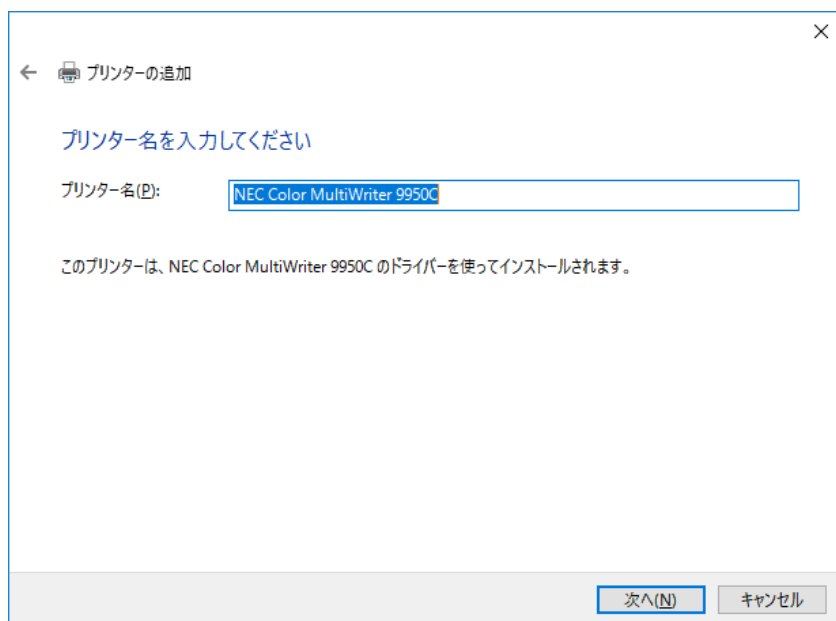 プリンターの追加
プリンター名を入力してください
プリンター名(P): NEC Color MultiWriter 9950C
このプリンターは、NEC Color MultiWriter 9950C のドライバーを使ってインストールされます。
次へ(N) キャンセル